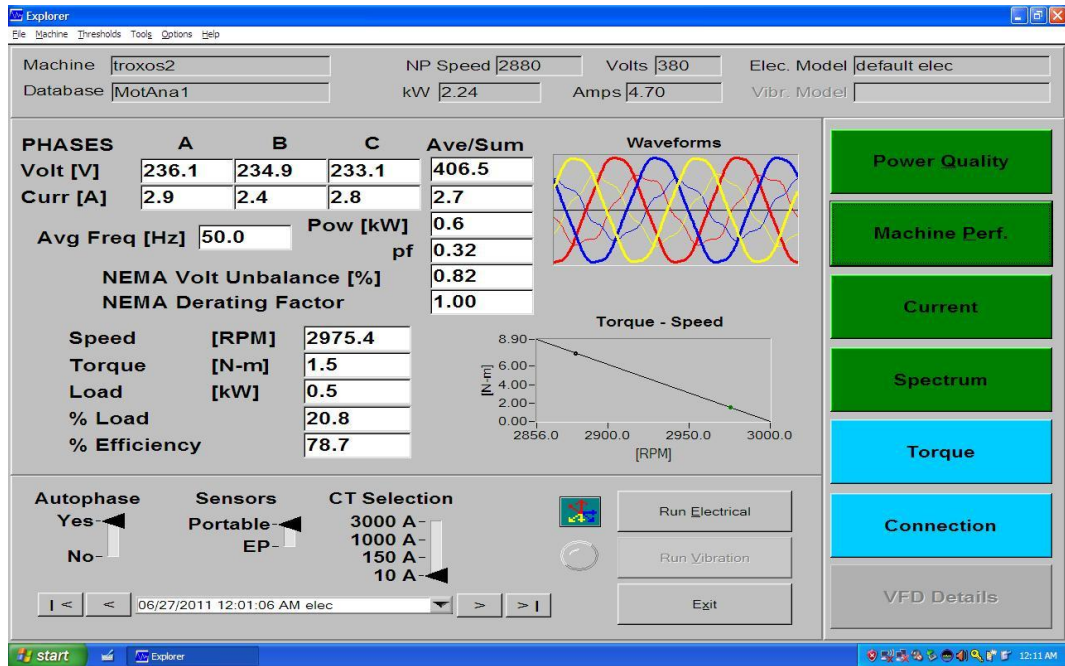 Explorer
File Machine Thresholds Tools Options Help
Machine troxos2 NP Speed 2880 Volts 380 Elec. Model default elec
Database MotAna1 kW 2.24 Amps 4.70 Vibr. Model
PHASES A B C Ave/Sum Waveforms
Volt [V] 236.1 234.9 233.1 406.5
Curr [A] 2.9 2.4 2.8 2.7
Avg Freq [Hz] 50.0 Pow [kW] 0.6
pf 0.32
NEMA Volt Unbalance [%] 0.82
NEMA Derating Factor 1.00
Speed [RPM] 2975.4
Torque [N-m] 1.5
Load [kW] 0.5
% Load 20.8
% Efficiency 78.7
Torque - Speed
[N-m]
8.90
6.00
4.00
2.00
0.00
2856.0 2900.0 2950.0 3000.0
[RPM]
Power Quality
Machine Perf.
Current
Spectrum
Torque
Connection
VFD Details
Autophase Sensors CT Selection
Yes Portable 3000 A
No EP 1000 A
150 A
10 A
Run Electrical
Run Vibration
Exit
I < < 06/27/2011 12:01:06 AM elec > > I
start Explorer 12:11 AM